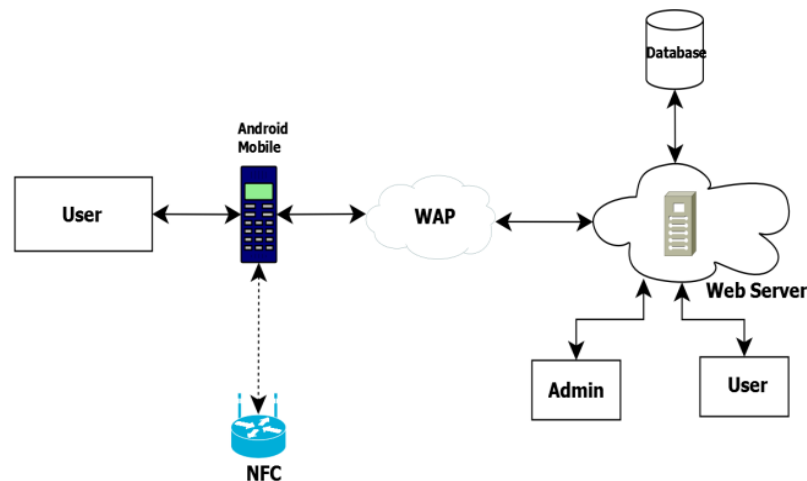 Database
Android
Mobile
User
WAP
Web Server
Admin
User
NFC